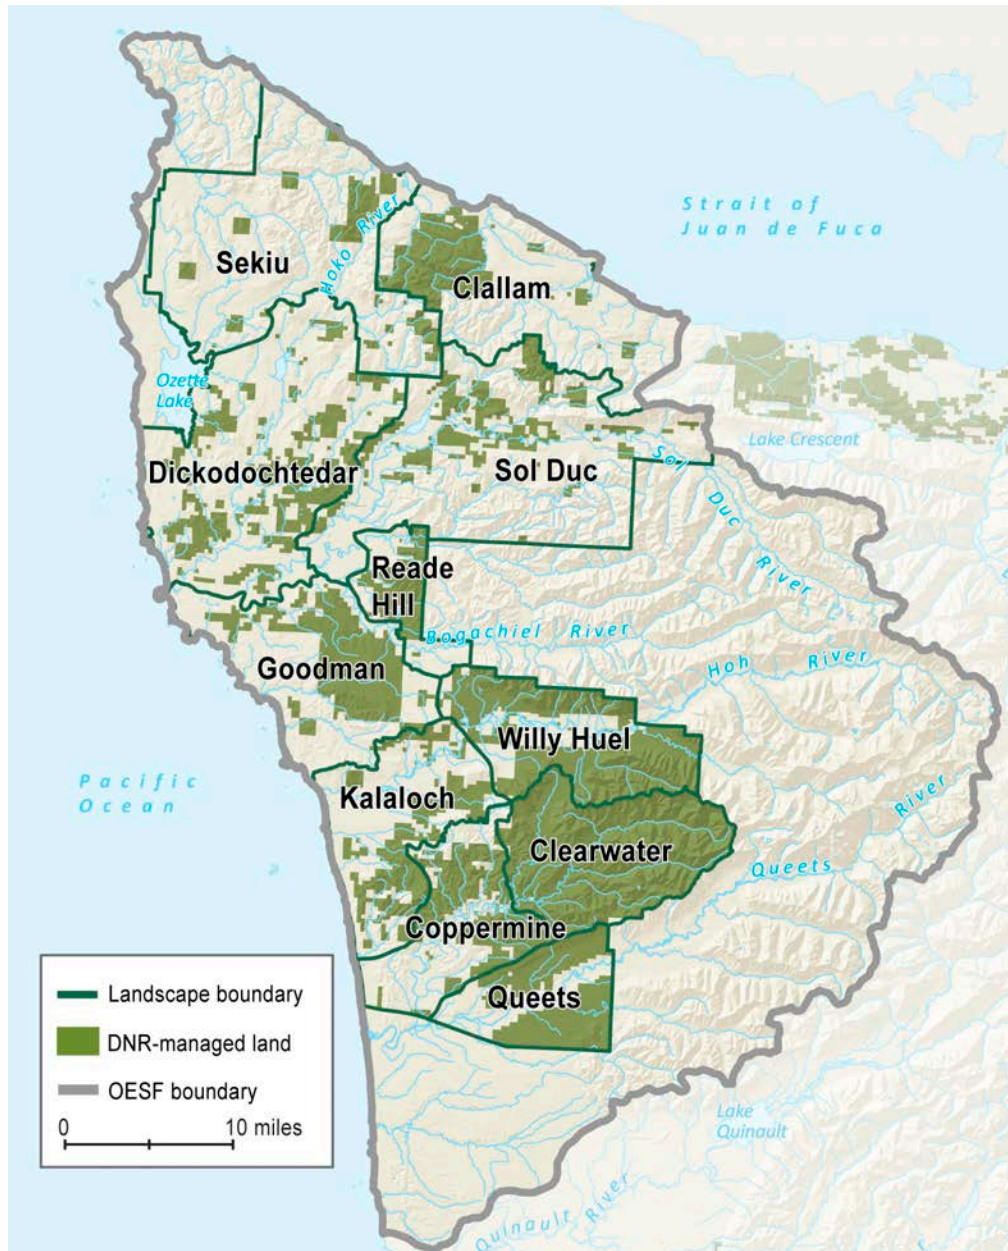 Strait of
Juan de Fuca
Hoko River
Sekiu
Clallam
Ozette
Lake
Lake Crescent
Dickodochtedar
Sol Duc
Sol Duc River
Reade
Hill
Bogachiel River
Goodman
Hoh River
Willy Huel
Pacific
Ocean
Kalaloch
Clearwater
Queets River
Coppermine
Queets
Landscape boundary
DNR-managed land
OESF boundary
0 10 miles
Lake
Quinault
Quinault River